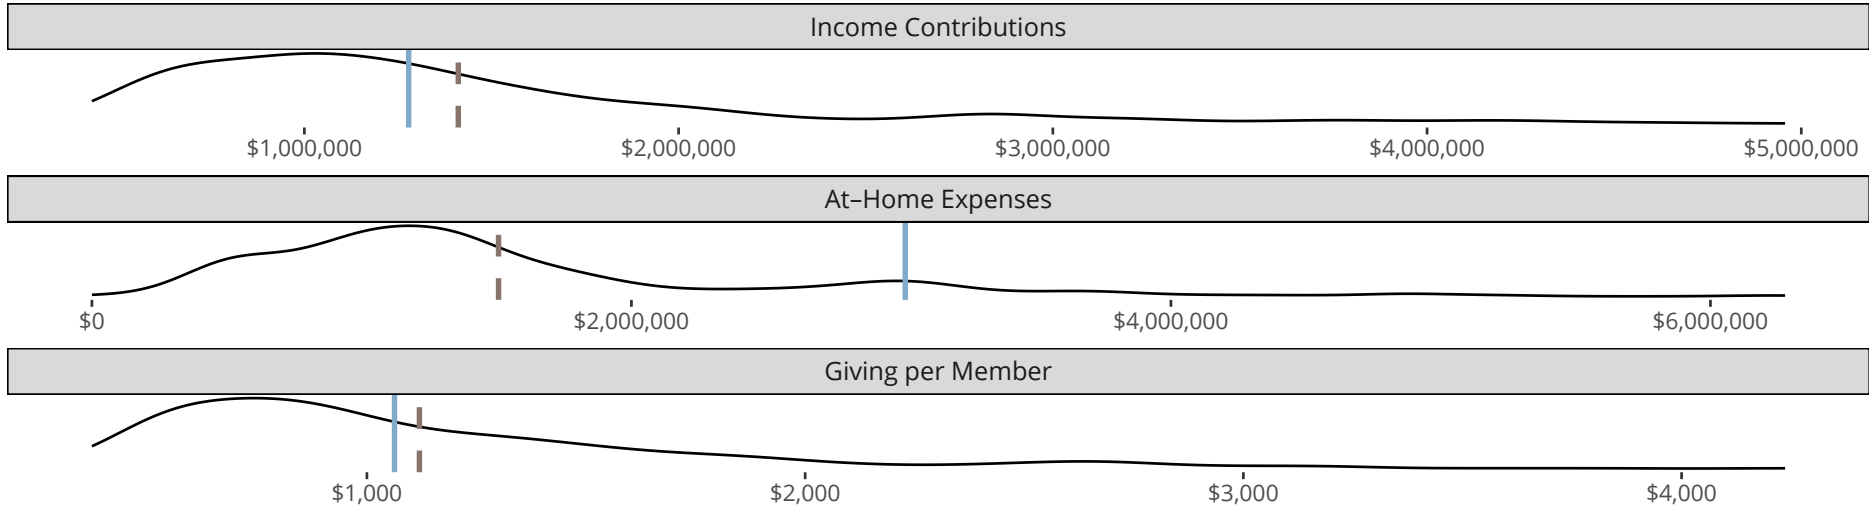 Income Contributions
$1,000,000 $2,000,000 $3,000,000 $4,000,000 $5,000,000
At–Home Expenses
$0 $2,000,000 $4,000,000 $6,000,000
Giving per Member
$1,000 $2,000 $3,000 $4,000